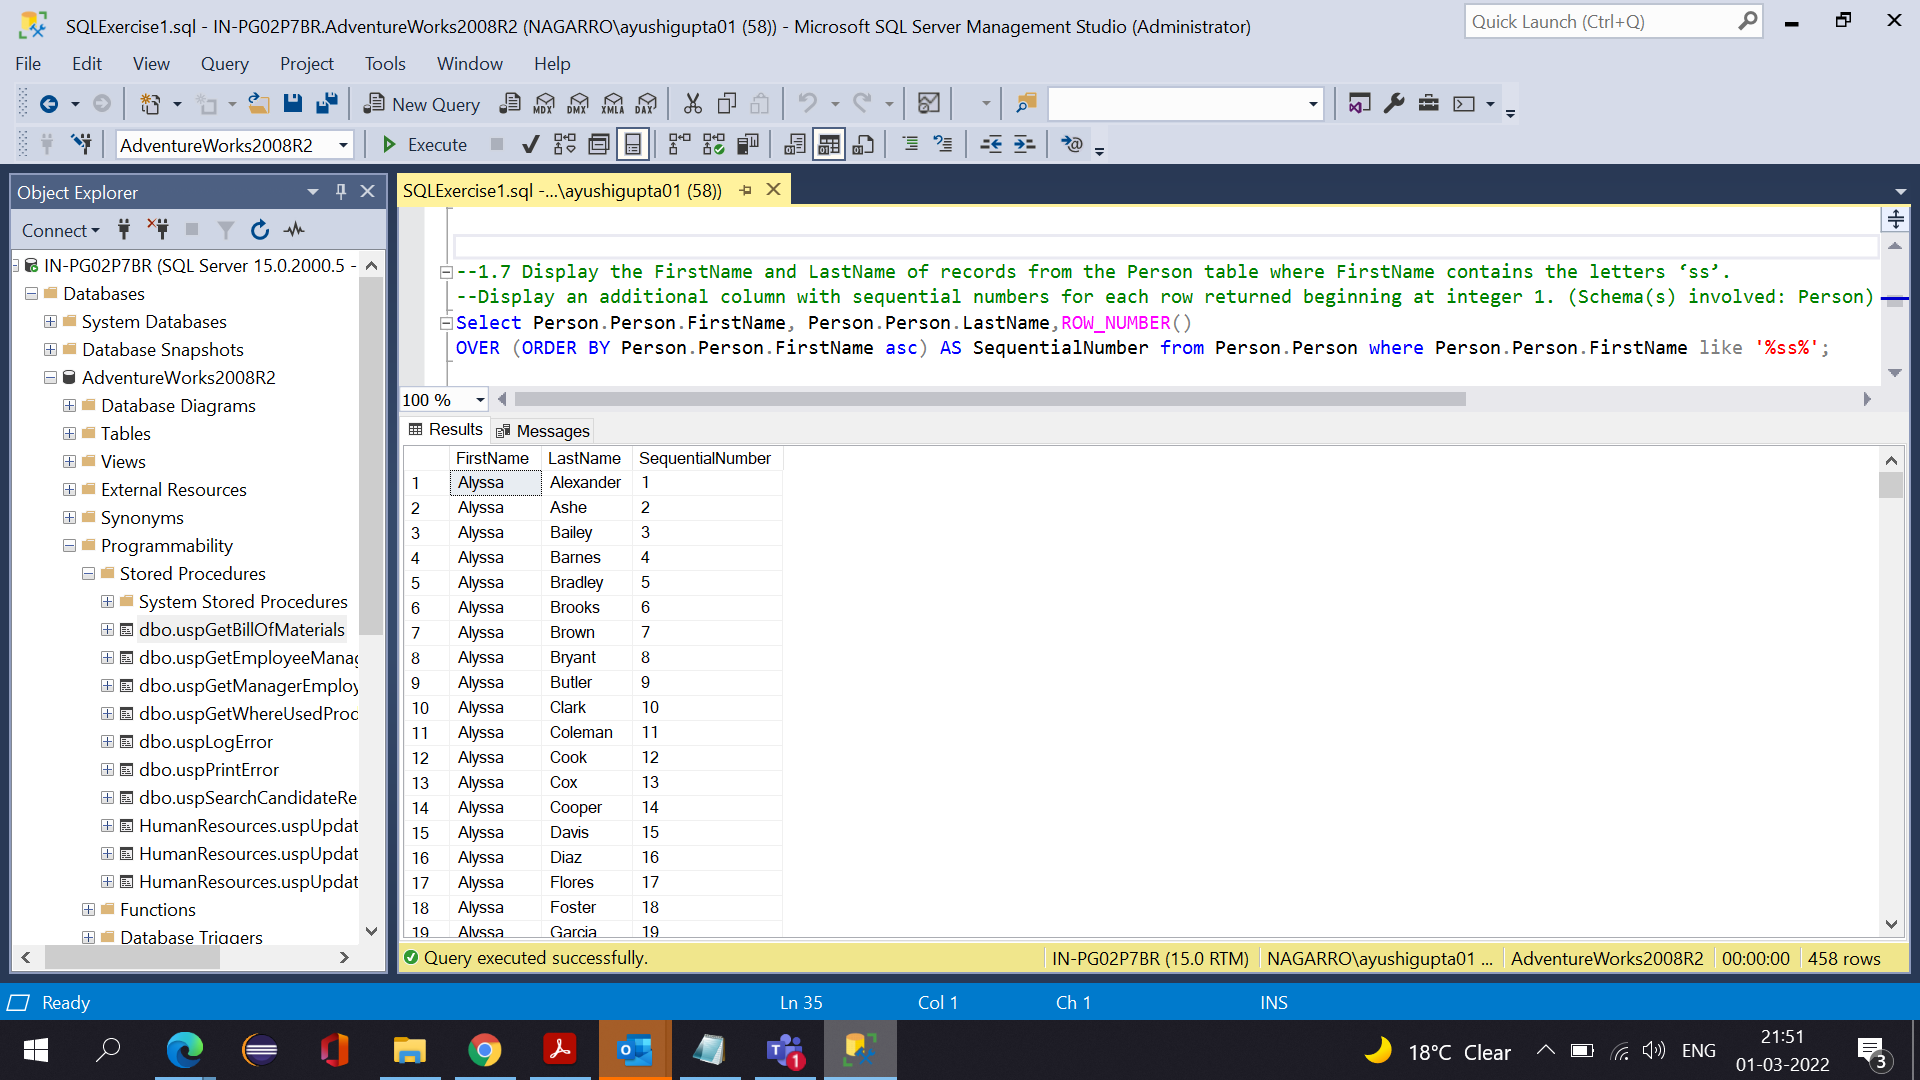 SQLExercise1.sql - IN-PG02P7BR.AdventureWorks2008R2 (NAGARRO\ayushigupta01 (58)) - Microsoft SQL Server Management Studio (Administrator)
Quick Launch (Ctrl+Q)
File Edit View Query Project Tools Window Help
New Query
MDX DMX XMLA DAX
AdventureWorks2008R2
Execute
Object Explorer
Connect
IN-PG02P7BR (SQL Server 15.0.2000.5 -
Databases
System Databases
Database Snapshots
AdventureWorks2008R2
Database Diagrams
Tables
Views
External Resources
Synonyms
Programmability
Stored Procedures
System Stored Procedures
dbo.uspGetBillOfMaterials
dbo.uspGetEmployeeManag
dbo.uspGetManagerEmploy
dbo.uspGetWhereUsedProd
dbo.uspLogError
dbo.uspPrintError
dbo.uspSearchCandidateRe
HumanResources.uspUpdat
HumanResources.uspUpdat
HumanResources.uspUpdat
Functions
Database Triggers
SQLExercise1.sql -...\ayushigupta01 (58))
--1.7 Display the FirstName and LastName of records from the Person table where FirstName contains the letters ‘ss’.
--Display an additional column with sequential numbers for each row returned beginning at integer 1. (Schema(s) involved: Person)
Select Person.Person.FirstName, Person.Person.LastName,ROW_NUMBER()
OVER (ORDER BY Person.Person.FirstName asc) AS SequentialNumber from Person.Person where Person.Person.FirstName like '%ss%';
100 %
Results Messages
FirstName LastName SequentialNumber
1 Alyssa Alexander 1
2 Alyssa Ashe 2
3 Alyssa Bailey 3
4 Alyssa Barnes 4
5 Alyssa Bradley 5
6 Alyssa Brooks 6
7 Alyssa Brown 7
8 Alyssa Bryant 8
9 Alyssa Butler 9
10 Alyssa Clark 10
11 Alyssa Coleman 11
12 Alyssa Cook 12
13 Alyssa Cox 13
14 Alyssa Cooper 14
15 Alyssa Davis 15
16 Alyssa Diaz 16
17 Alyssa Flores 17
18 Alyssa Foster 18
19 Alyssa Garcia 19
Query executed successfully.
IN-PG02P7BR (15.0 RTM) NAGARRO\ayushigupta01 ... AdventureWorks2008R2 00:00:00 458 rows
Ready Ln 35 Col 1 Ch 1 INS
1
18°C Clear
ENG
21:51
01-03-2022
3